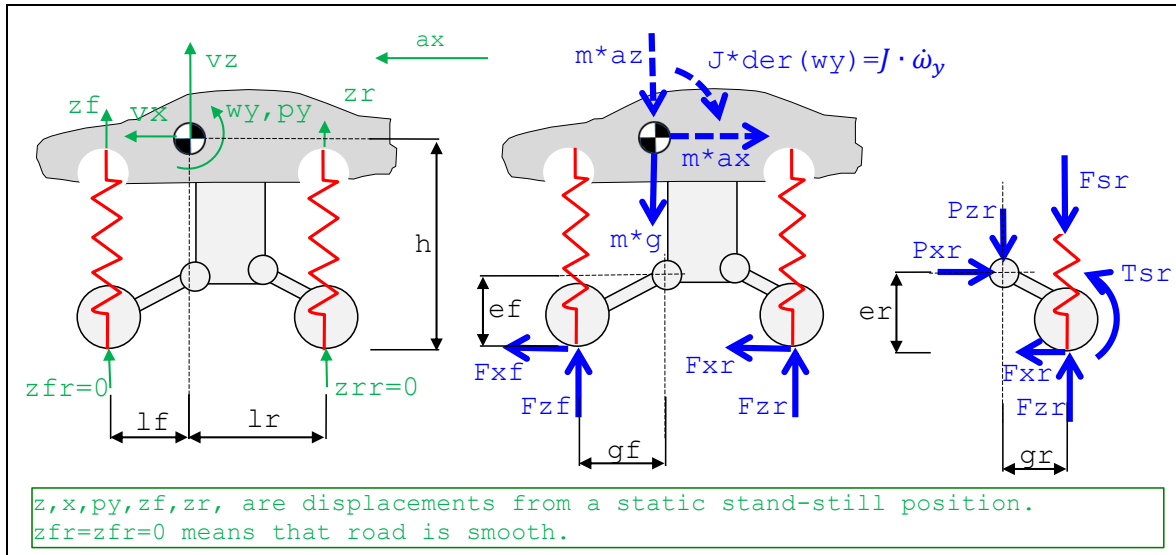 ax
vz
zf
vx
wy,py
zr
h
ef
zfr=0
zrr=0
lf
lr
m*az
J*der(wy)=J · ω̇y
m*ax
m*g
Fxf
Fxr
Fzf
Fzr
gf
Fsr
Pzr
Pxr
Tsr
er
Fxr
Fzr
gr
z,x,py,zf,zr, are displacements from a static stand-still position.
zfr=zfr=0 means that road is smooth.